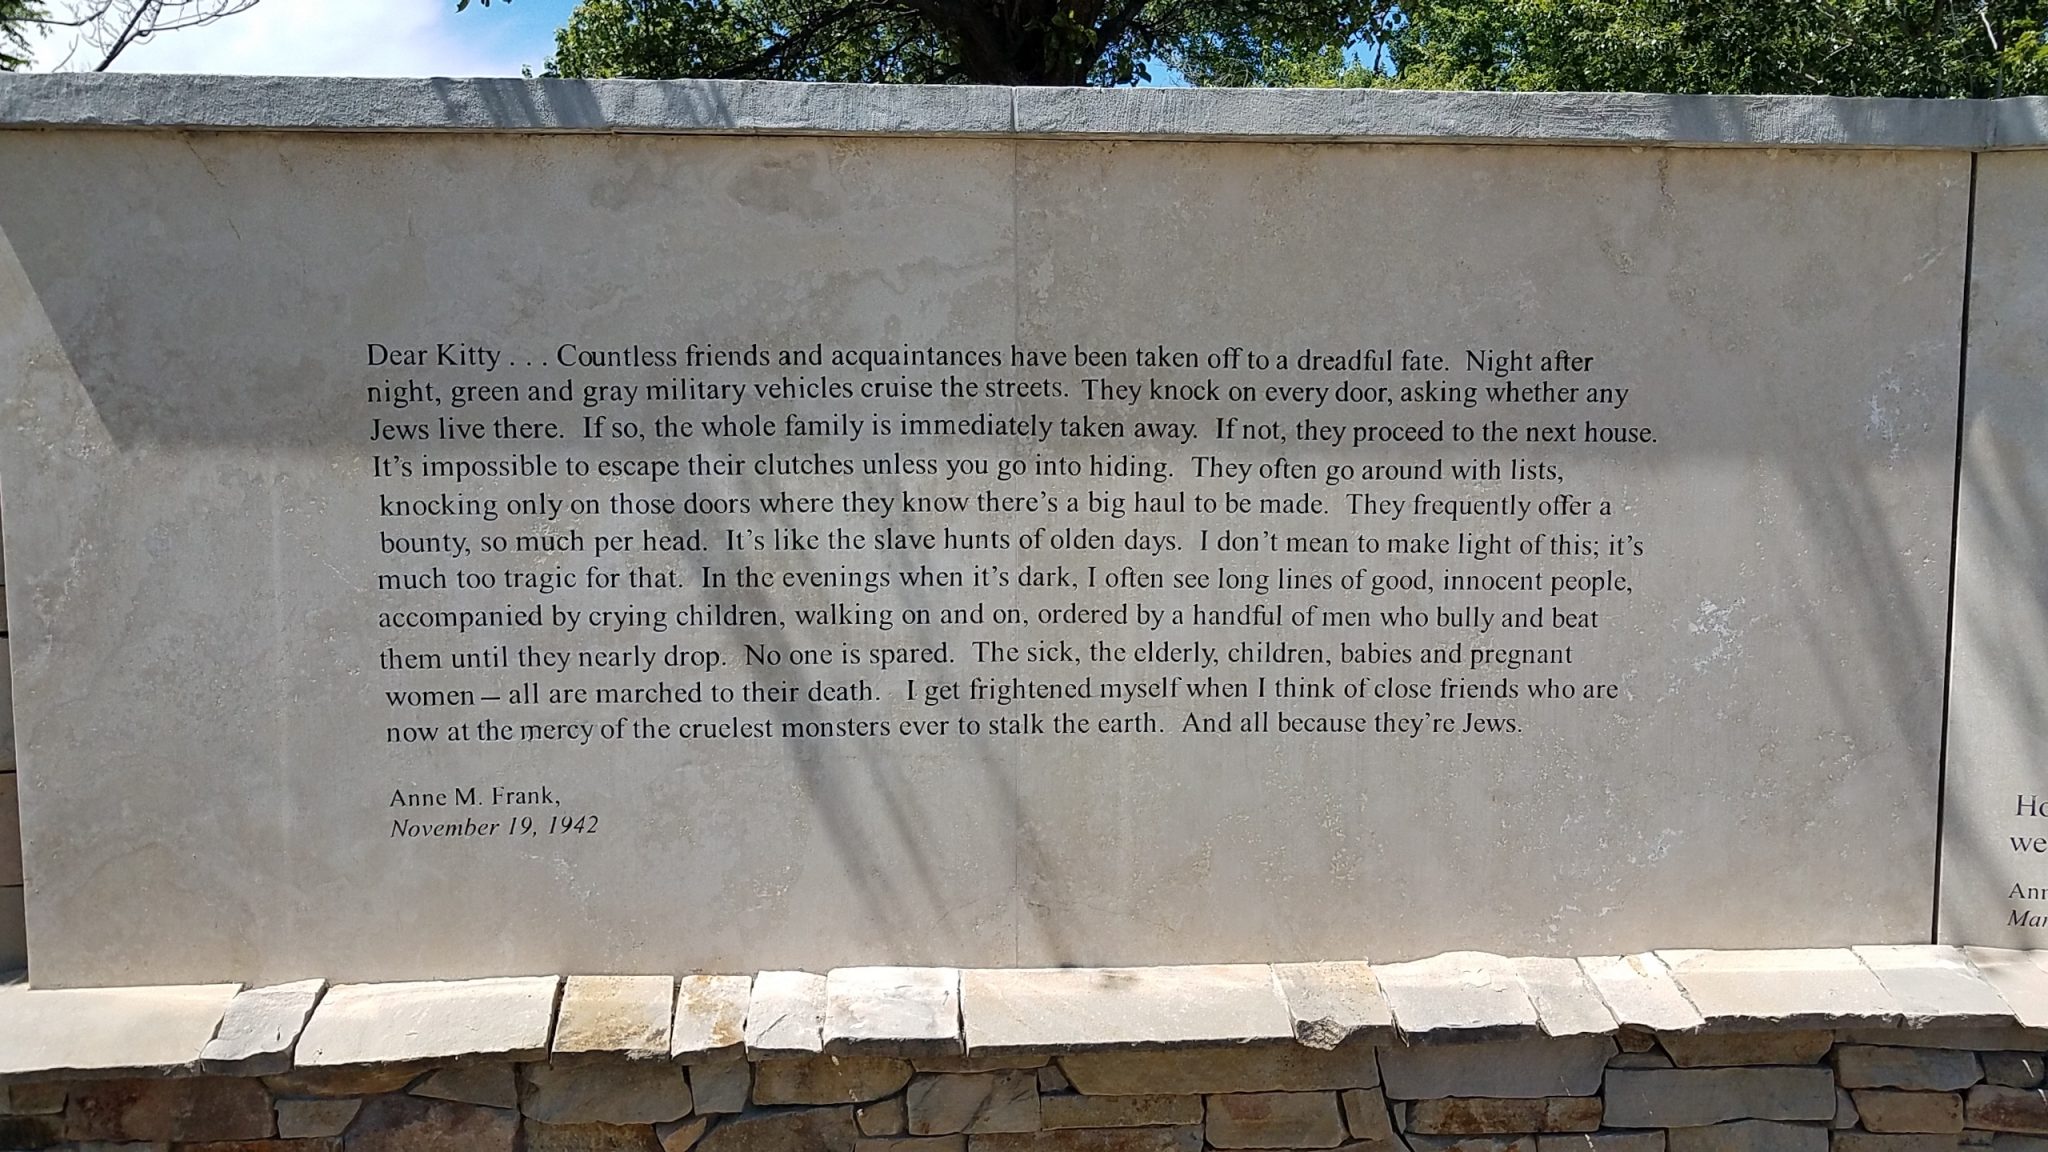 Dear Kitty . . . Countless friends and acquaintances have been taken off to a dreadful fate. Night after
night, green and gray military vehicles cruise the streets. They knock on every door, asking whether any
Jews live there. If so, the whole family is immediately taken away. If not, they proceed to the next house.
It's impossible to escape their clutches unless you go into hiding. They often go around with lists,
knocking only on those doors where they know there's a big haul to be made. They frequently offer a
bounty, so much per head. It's like the slave hunts of olden days. I don't mean to make light of this; it's
much too tragic for that. In the evenings when it's dark, I often see long lines of good, innocent people,
accompanied by crying children, walking on and on, ordered by a handful of men who bully and beat
them until they nearly drop. No one is spared. The sick, the elderly, children, babies and pregnant
women — all are marched to their death. I get frightened myself when I think of close friends who are
now at the mercy of the cruelest monsters ever to stalk the earth. And all because they're Jews.
Anne M. Frank,
November 19, 1942